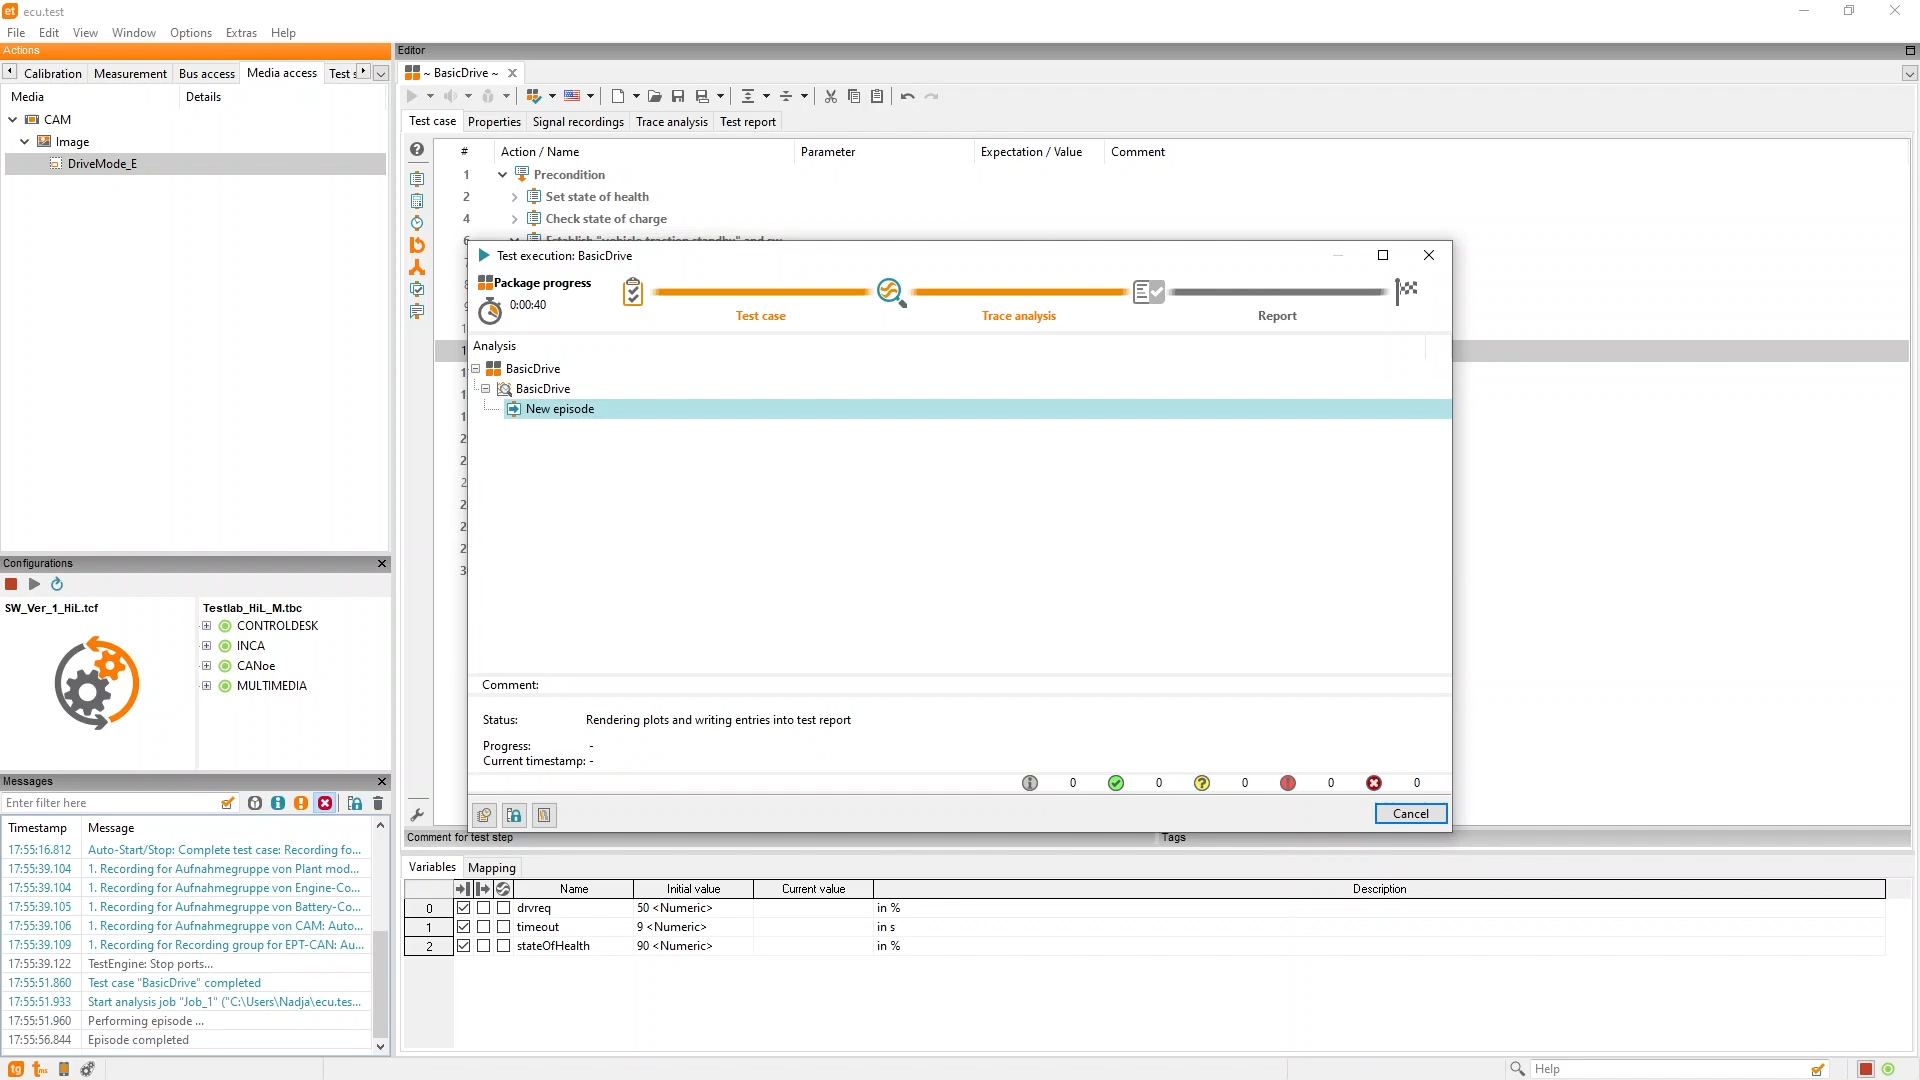 ecu.test
File Edit View Window Options Extras Help
Actions
Calibration Measurement Bus access Media access Test s
Media Details
CAM
Image
DriveMode_E
Editor
~ BasicDrive ~
Test case Properties Signal recordings Trace analysis Test report
# Action / Name Parameter Expectation / Value Comment
1 Precondition
2 Set state of health
4 Check state of charge
6
Test execution: BasicDrive
Package progress
0:00:40
Test case Trace analysis Report
Analysis
BasicDrive
BasicDrive
New episode
Comment:
Status: Rendering plots and writing entries into test report
Progress: -
Current timestamp: -
0 0 0 0 0
Cancel
Configurations
SW_Ver_1_HiL.tcf
Testlab_HiL_M.tbc
CONTROLDESK
INCA
CANoe
MULTIMEDIA
Messages
Enter filter here
Timestamp Message
17:55:16.812 Auto-Start/Stop: Complete test case: Recording fo...
17:55:39.104 1. Recording for Aufnahmegruppe von Plant mod...
17:55:39.104 1. Recording for Aufnahmegruppe von Engine-Co...
17:55:39.105 1. Recording for Aufnahmegruppe von Battery-Co...
17:55:39.106 1. Recording for Aufnahmegruppe von CAM: Auto...
17:55:39.109 1. Recording for Recording group for EPT-CAN: Au...
17:55:39.122 TestEngine: Stop ports...
17:55:51.860 Test case "BasicDrive" completed
17:55:51.933 Start analysis job "Job_1" ("C:\Users\Nadja\ecu.tes...
17:55:51.960 Performing episode ...
17:55:56.844 Episode completed
Comment for test step Tags
Variables Mapping
Name Initial value Current value Description
0 drvreq 50 <Numeric> in %
1 timeout 9 <Numeric> in s
2 stateOfHealth 90 <Numeric> in %
tg
Help